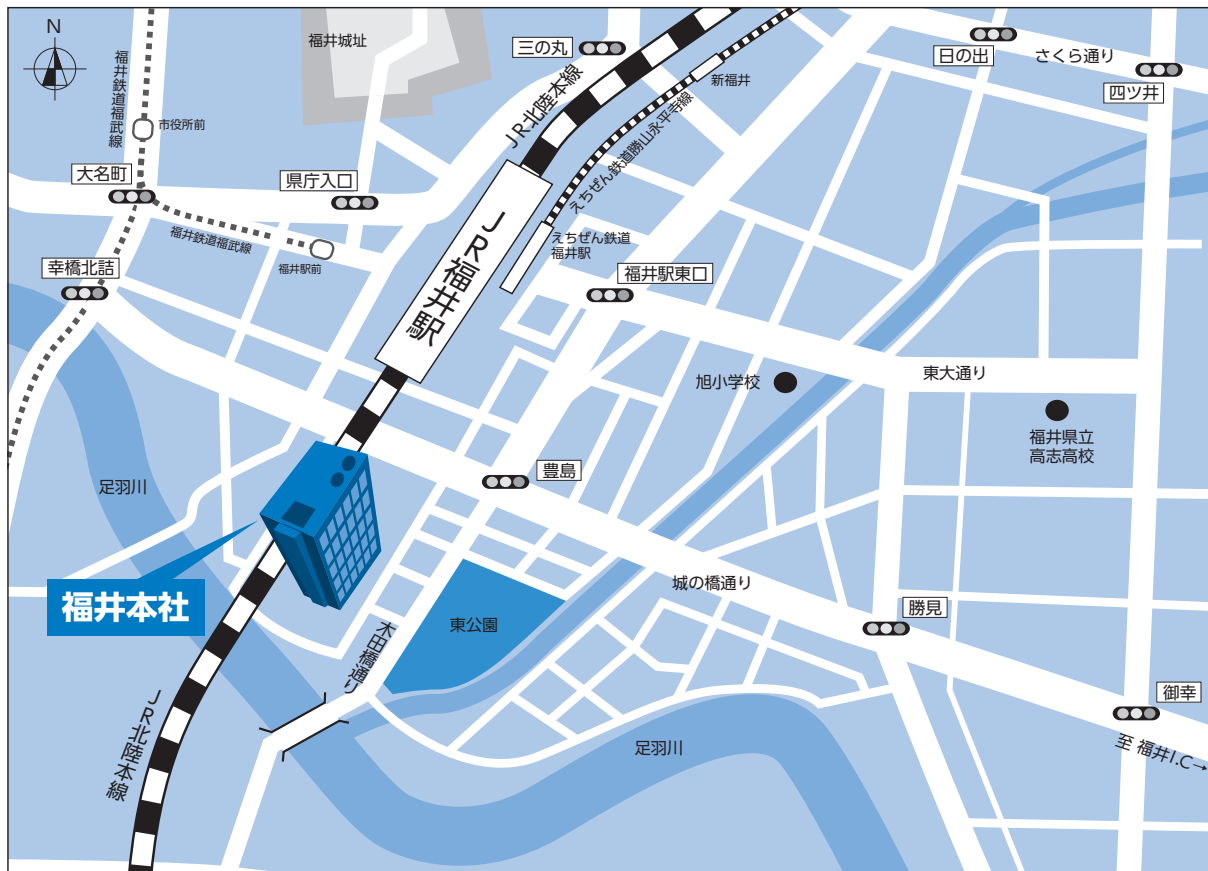 N
福井鉄道福武線
福井城址
三の丸
日の出
さくら通り
四ツ井
新福井
JR北陸本線
市役所前
えちぜん鉄道勝山永平寺線
大名町
県庁入口
福井鉄道福武線
福井駅前
JR福井駅
えちぜん鉄道
福井駅
幸橋北詰
福井駅東口
旭小学校
東大通り
福井県立
高志高校
足羽川
豊島
福井本社
城の橋通り
勝見
木田橋通り
東公園
御幸
JR北陸本線
足羽川
至 福井I.C→